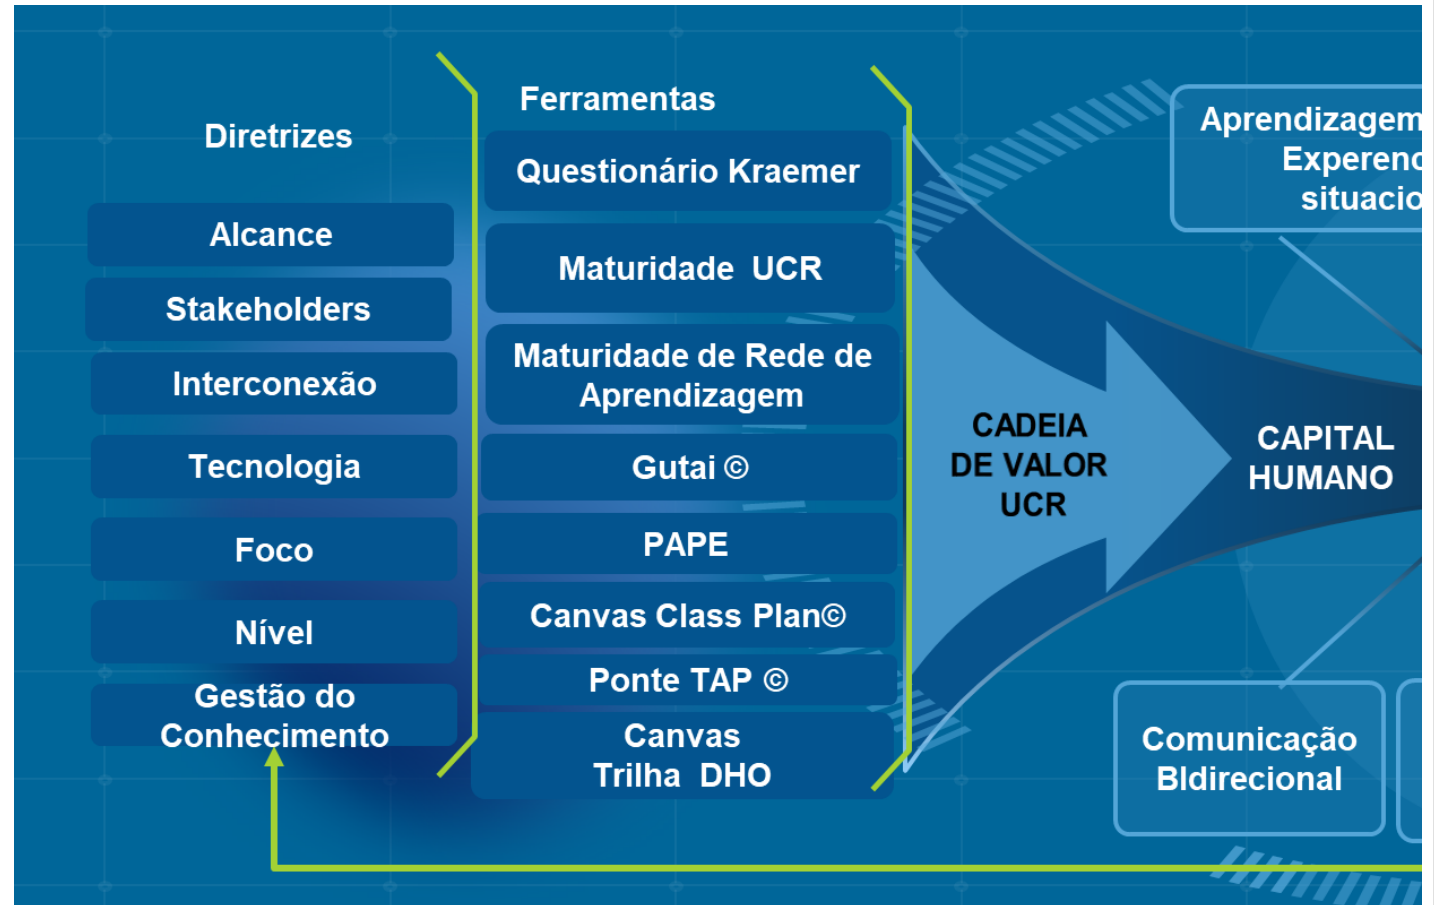 Diretrizes
Alcance
Stakeholders
Interconexão
Tecnologia
Foco
Nível
Gestão do
Conhecimento
Ferramentas
Questionário Kraemer
Maturidade UCR
Maturidade de Rede de
Aprendizagem
Gutai ©
PAPE
Canvas Class Plan©
Ponte TAP ©
Canvas
Trilha DHO
CADEIA
DE VALOR
UCR
CAPITAL
HUMANO
Aprendizagem
Experenc
situacio
Comunicação
BIdirecional